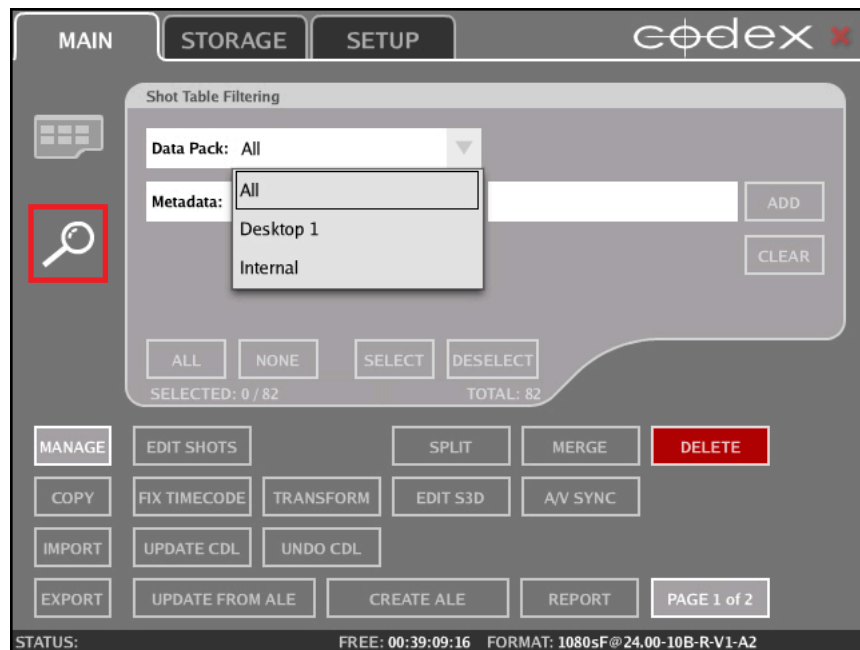 MAIN STORAGE SETUP codex
Shot Table Filtering
Data Pack: All
Metadata:
All
Desktop 1
Internal
ADD
CLEAR
ALL NONE SELECT DESELECT
SELECTED: 0 / 82 TOTAL: 82
MANAGE EDIT SHOTS SPLIT MERGE DELETE
COPY FIX TIMECODE TRANSFORM EDIT S3D A/V SYNC
IMPORT UPDATE CDL UNDO CDL
EXPORT UPDATE FROM ALE CREATE ALE REPORT PAGE 1 of 2
STATUS: FREE: 00:39:09:16 FORMAT: 1080sF@24.00-10B-R-V1-A2